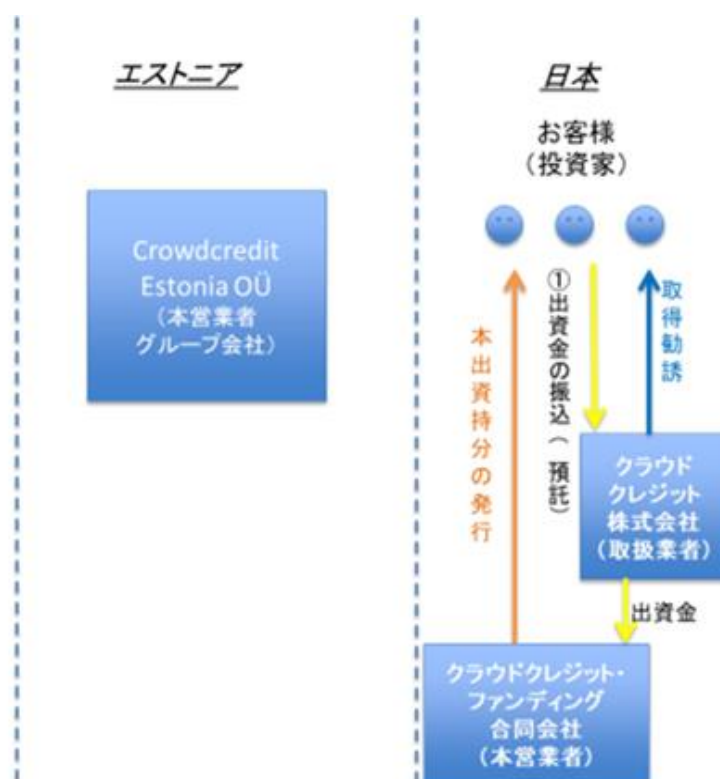 エストニア
Crowdcredit
Estonia OÜ
(本営業者
グループ会社)
日本
お客様
(投資家)
本出資持分の発行
①出資金の振込(預託)
取得勧誘
クラウド
クレジット
株式会社
(取扱業者)
出資金
クラウドクレジット・
ファンディング
合同会社
(本営業者)